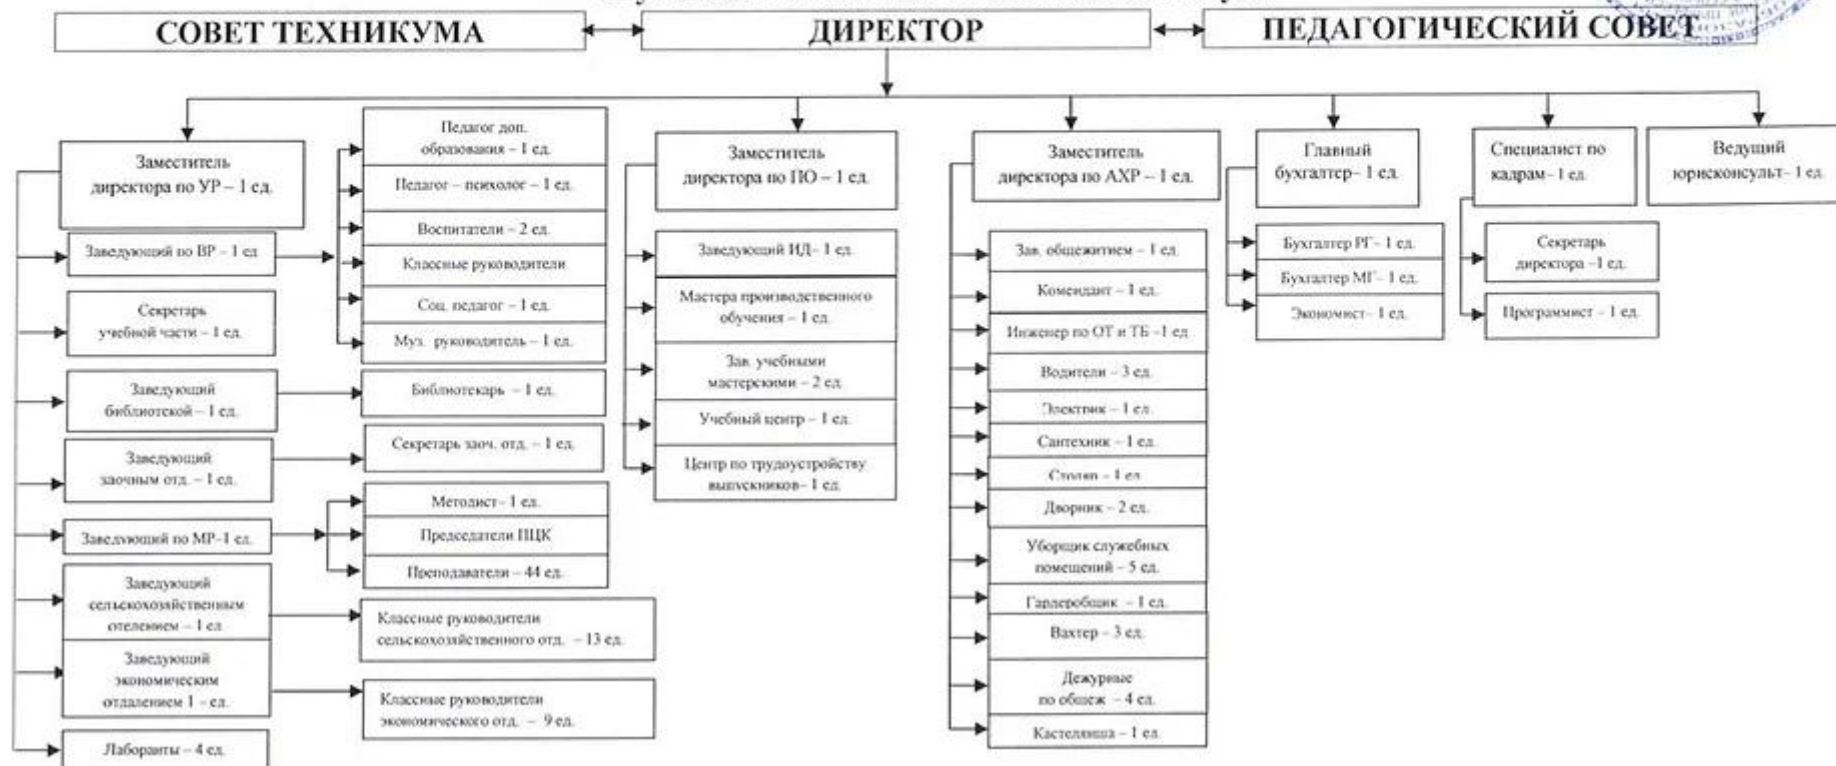 СОВЕТ ТЕХНИКУМА
ДИРЕКТОР
ПЕДАГОГИЧЕСКИЙ СОВЕТ
Заместитель
директора по УР – 1 ед.
Заведующий по ВР – 1 ед
Секретарь
учебной части – 1 ед.
Заведующий
библиотекой – 1 ед.
Заведующий
заочным отд. – 1 ед.
Заведующий по МР–1 ед.
Заведующий
сельскохозяйственным
отелением – 1 ед
Заведующий
экономическим
отдалением 1 – ед.
Лаборанты – 4 ед.
Педагог доп.
образования – 1 ед.
Педагог – психолог – 1 ед.
Воспитатели – 2 ед.
Классные руководители
Соц. педагог – 1 ед.
Муз. руководитель – 1 ед.
Библиотекарь – 1 ед.
Секретарь заоч. отд. – 1 ед.
Методист– 1 ед.
Председатели ПЦК
Преподаватели – 44 ед.
Классные руководители
сельскохозяйственного отд. – 13 ед.
Классные руководители
экономического отд. – 9 ед.
Заместитель
директора по ПО – 1 ед.
Заведующий ИД– 1 ед.
Мастера производственного
обучения – 1 ед.
Зав. учебными
мастерскими – 2 ед.
Учебный центр – 1 ед.
Центр по трудоустройству
выпускников– 1 ед.
Заместитель
директора по АХР – 1 ед.
Зав. общежитием – 1 ед.
Комендант – 1 ед.
Инженер по ОТ и ТБ –1 ед
Водители – 3 ед.
Электрик – 1 ед.
Сантехник – 1 ед.
Столяр – 1 ед.
Дворник – 2 ед.
Уборщик служебных
помещений – 5 ед.
Гардеробщик – 1 ед.
Вахтер – 3 ед.
Дежурные
по общеж – 4 ед.
Кастелянша – 1 ед.
Главный
бухгалтер– 1 ед.
Бухгалтер РГ– 1 ед.
Бухгалтер МГ– 1 ед.
Экономист– 1 ед.
Специалист по
кадрам– 1 ед.
Секретарь
директора –1 ед.
Программист – 1 ед.
Ведущий
юрисконсульт– 1 ед.